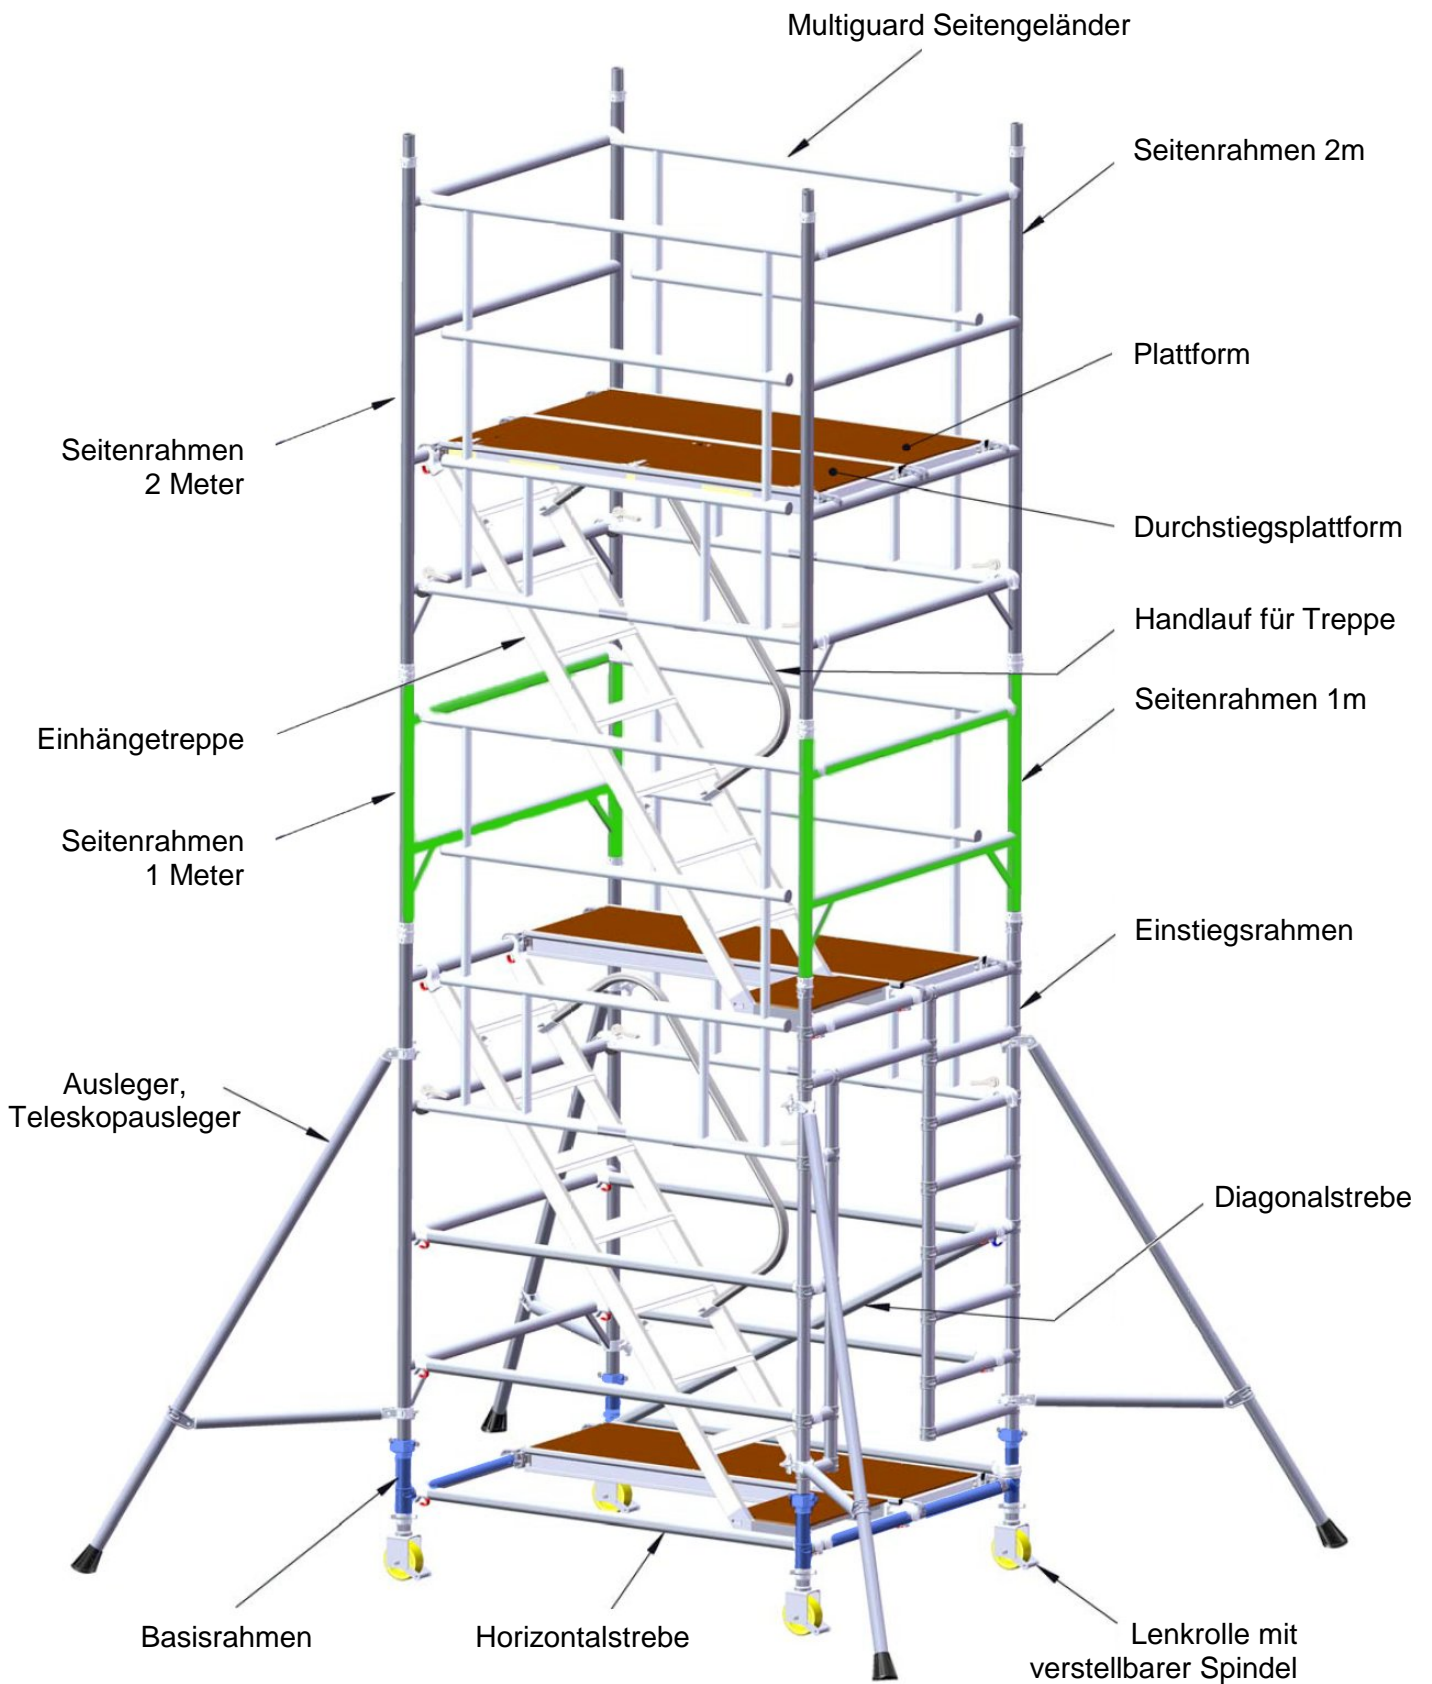 Multiguard Seitengeländer
Seitenrahmen 2m
Plattform
Seitenrahmen
2 Meter
Durchstiegsplattform
Handlauf für Treppe
Seitenrahmen 1m
Einhängetreppe
Seitenrahmen
1 Meter
Einstiegsrahmen
Ausleger,
Teleskopausleger
Diagonalstrebe
Basisrahmen
Horizontalstrebe
Lenkrolle mit
verstellbarer Spindel